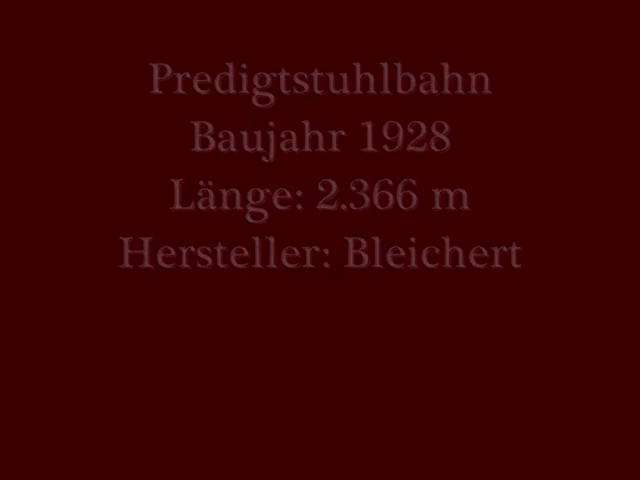 Predigtstuhlbahn
Baujahr 1928
Länge: 2.366 m
Hersteller: Bleichert